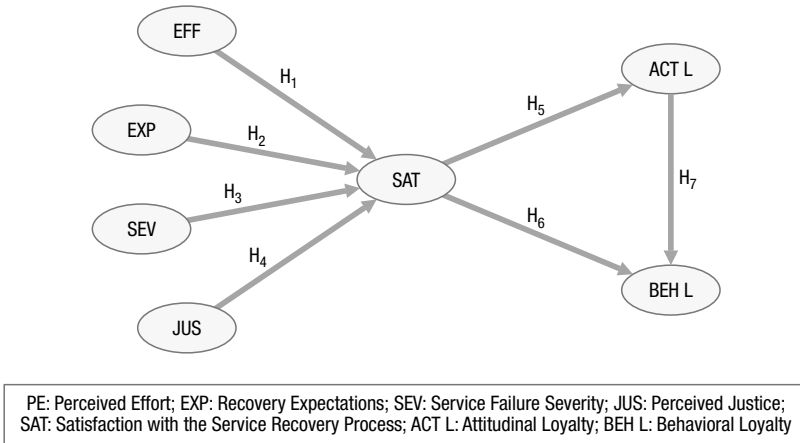 EFF
H₁
ACT L
EXP
H₂
H₅
SAT
H₃
H₇
SEV
H₄
H₆
BEH L
JUS
PE: Perceived Effort; EXP: Recovery Expectations; SEV: Service Failure Severity; JUS: Perceived Justice;
SAT: Satisfaction with the Service Recovery Process; ACT L: Attitudinal Loyalty; BEH L: Behavioral Loyalty